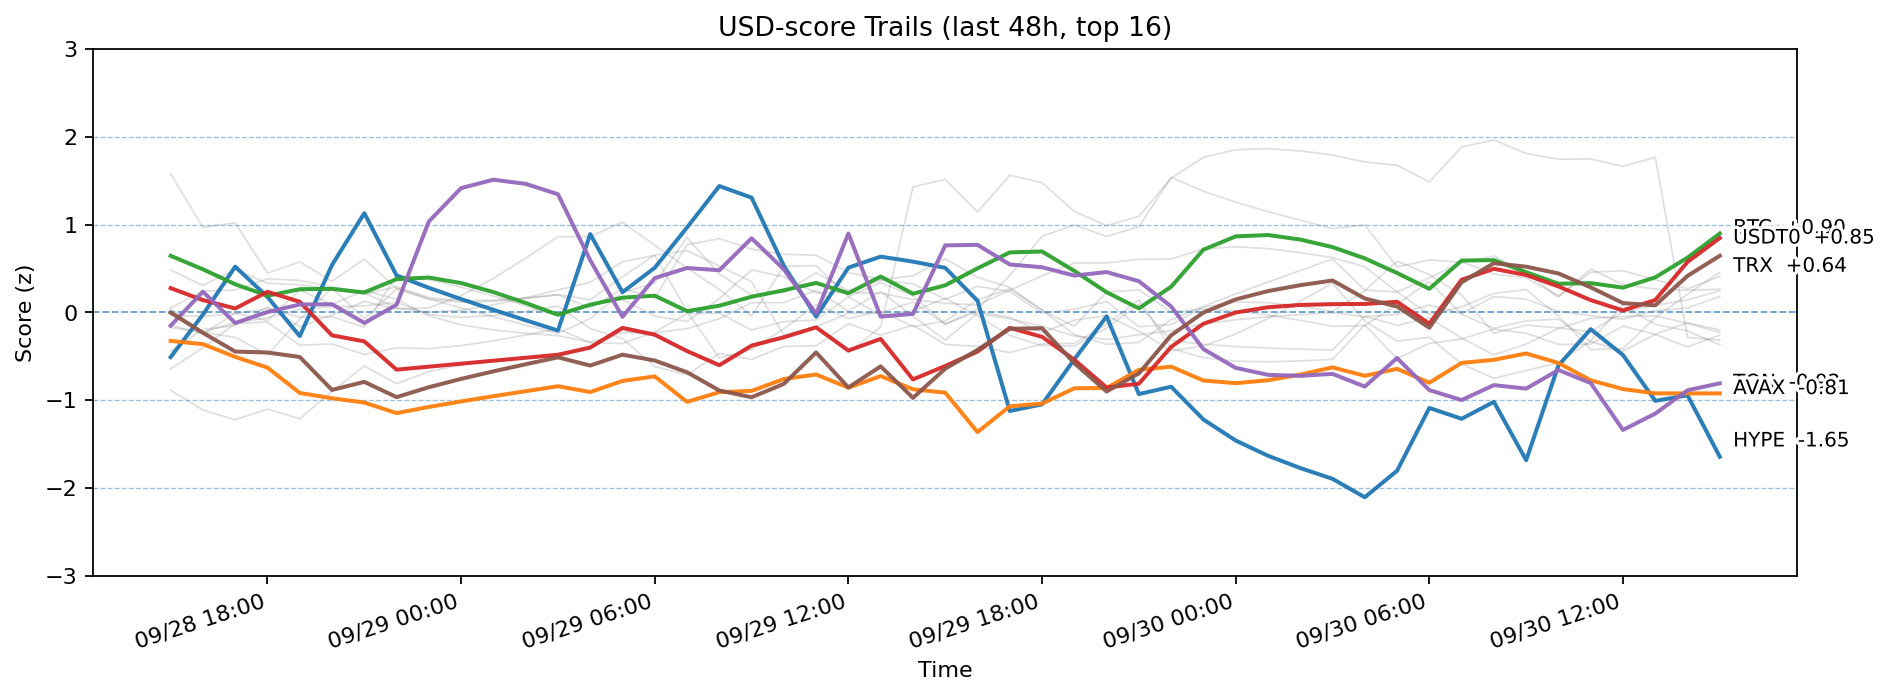 USD-score Trails (last 48h, top 16)
Score (z)
3
2
1
0
−1
−2
−3
BTC +0.90
USDT0 +0.85
TRX +0.64
AVAX -0.81
HYPE -1.65
09/28 18:00
09/29 00:00
09/29 06:00
09/29 12:00
09/29 18:00
09/30 00:00
09/30 06:00
09/30 12:00
Time